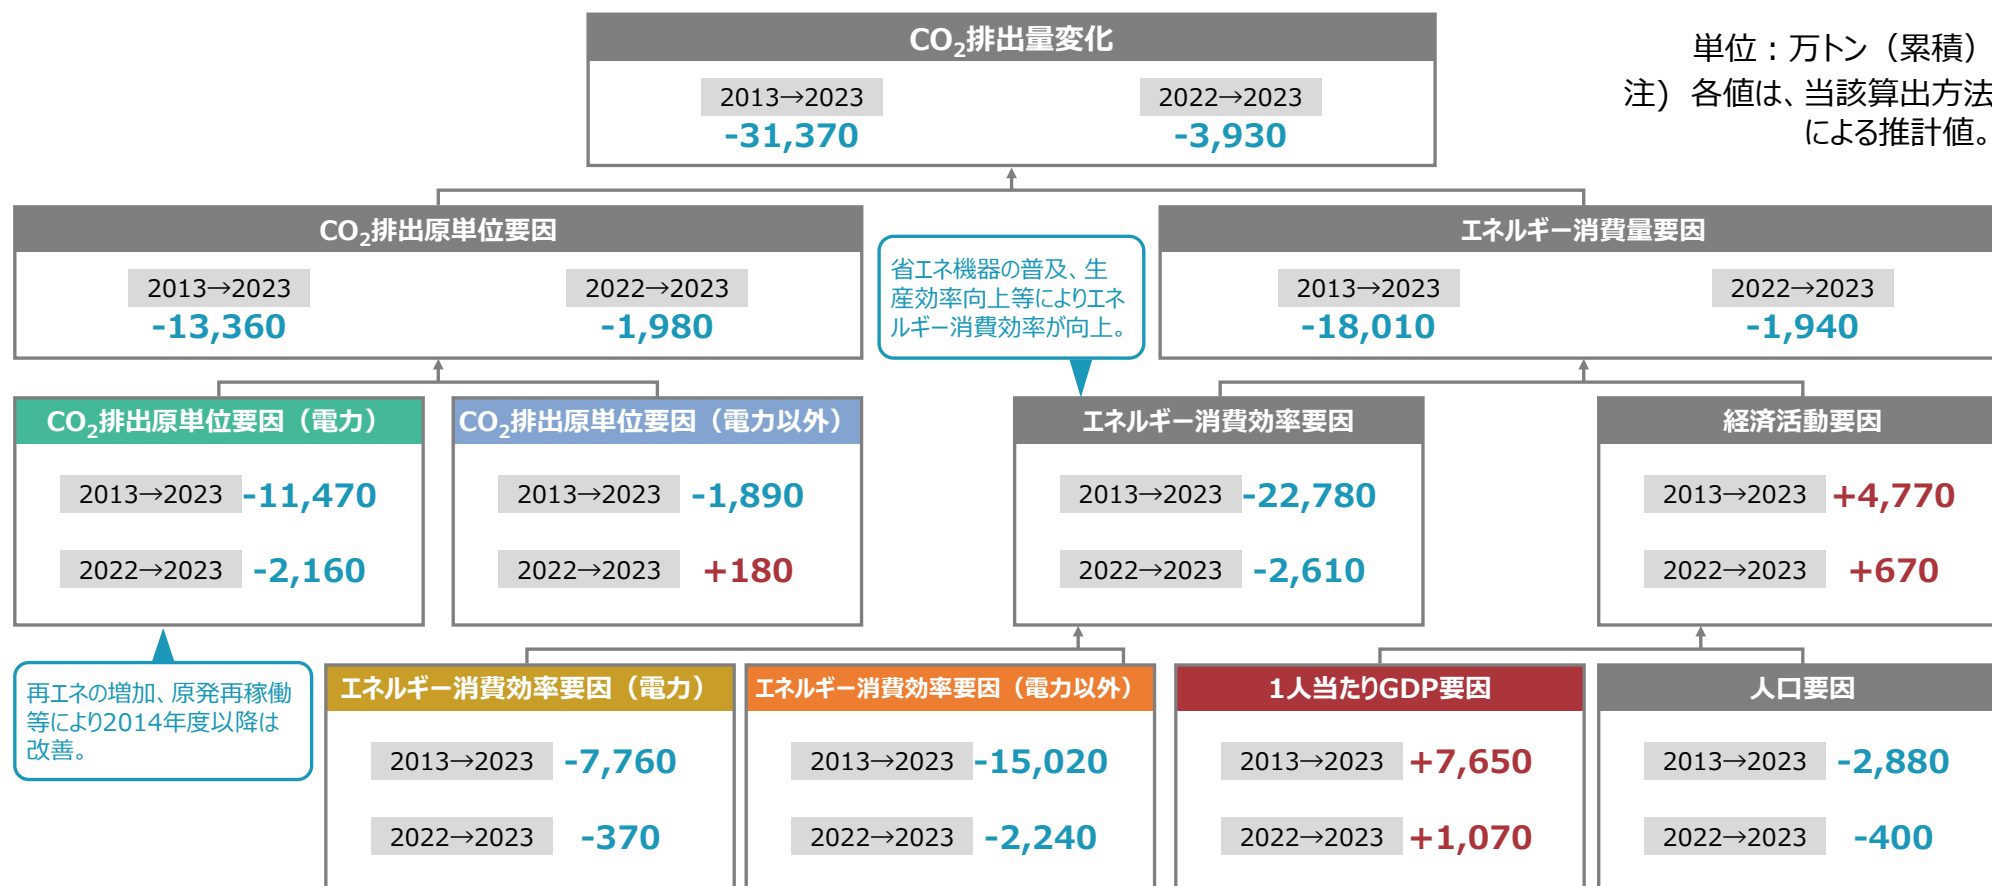 CO₂排出量変化
2013→2023
2022→2023
-31,370
-3,930
単位：万トン（累積）
注）各値は、当該算出方法
による推計値。
CO₂排出原単位要因
2013→2023
2022→2023
-13,360
-1,980
省エネ機器の普及、生
産効率向上等によりエネ
ルギー消費効率が向上。
エネルギー消費量要因
2013→2023
2022→2023
-18,010
-1,940
CO₂排出原単位要因（電力）
2013→2023 -11,470
2022→2023 -2,160
CO₂排出原単位要因（電力以外）
2013→2023 -1,890
2022→2023 +180
エネルギー消費効率要因
2013→2023 -22,780
2022→2023 -2,610
経済活動要因
2013→2023 +4,770
2022→2023 +670
再エネの増加、原発再稼働
等により2014年度以降は
改善。
エネルギー消費効率要因（電力）
2013→2023 -7,760
2022→2023 -370
エネルギー消費効率要因（電力以外）
2013→2023 -15,020
2022→2023 -2,240
1人当たりGDP要因
2013→2023 +7,650
2022→2023 +1,070
人口要因
2013→2023 -2,880
2022→2023 -400